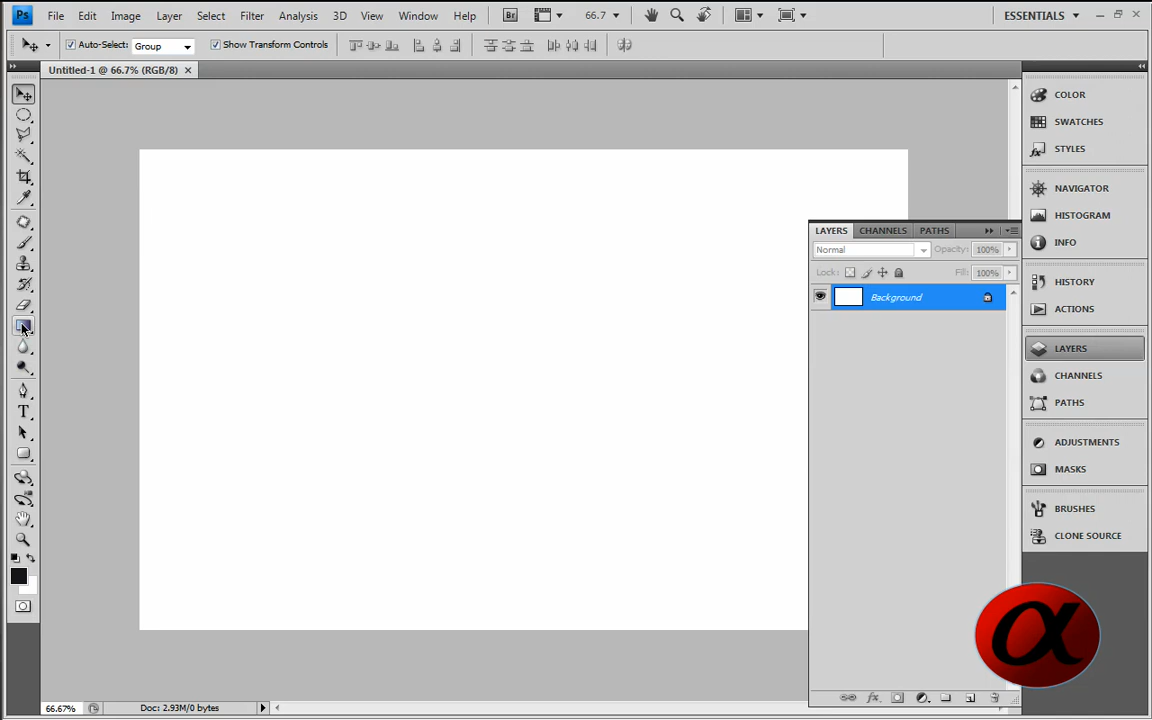 Ps File Edit Image Layer Select Filter Analysis 3D View Window Help Br 66.7 ESSENTIALS
Auto-Select: Group Show Transform Controls
Untitled-1 @ 66.7% (RGB/8)
COLOR
SWATCHES
STYLES
NAVIGATOR
HISTOGRAM
INFO
HISTORY
ACTIONS
LAYERS
CHANNELS
PATHS
ADJUSTMENTS
MASKS
BRUSHES
CLONE SOURCE
LAYERS CHANNELS PATHS
Normal Opacity: 100%
Lock: Fill: 100%
Background
T
α
66.67% Doc: 2.93M/0 bytes